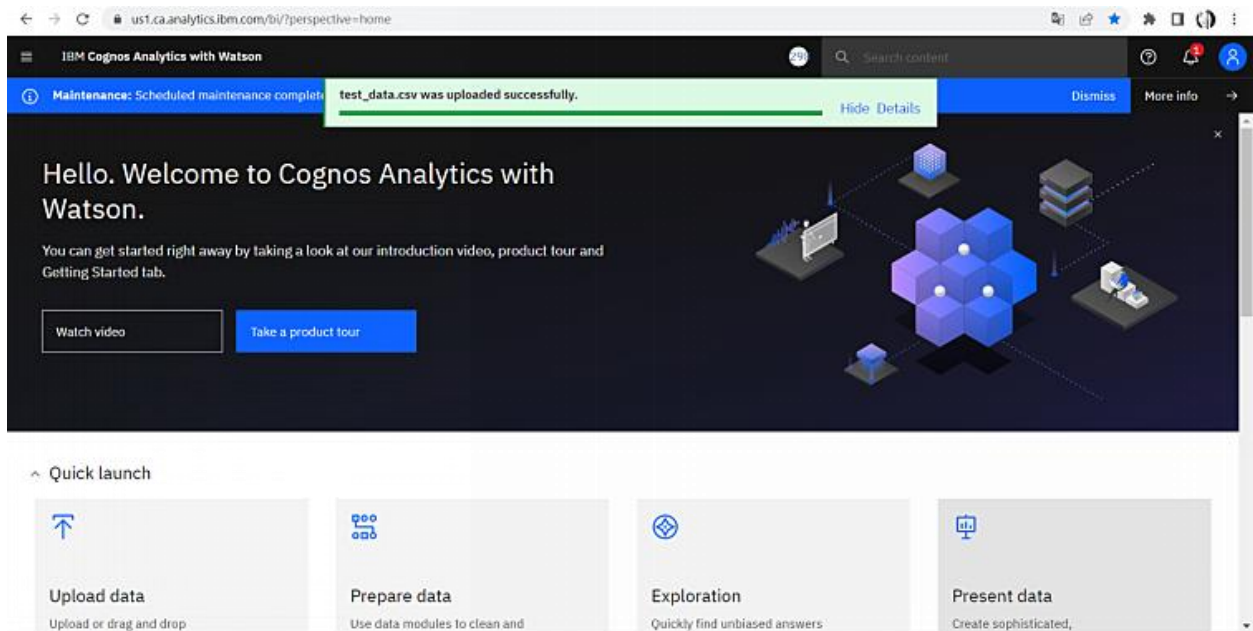 us1.ca.analytics.ibm.com/bi/?perspective=home
IBM Cognos Analytics with Watson
29
Search content
1
Maintenance: Scheduled maintenance complete
test_data.csv was uploaded successfully.
Hide Details
Dismiss
More info
Hello. Welcome to Cognos Analytics with
Watson.
You can get started right away by taking a look at our introduction video, product tour and
Getting Started tab.
Watch video
Take a product tour
Quick launch
Upload data
Upload or drag and drop
Prepare data
Use data modules to clean and
Exploration
Quickly find unbiased answers
Present data
Create sophisticated,